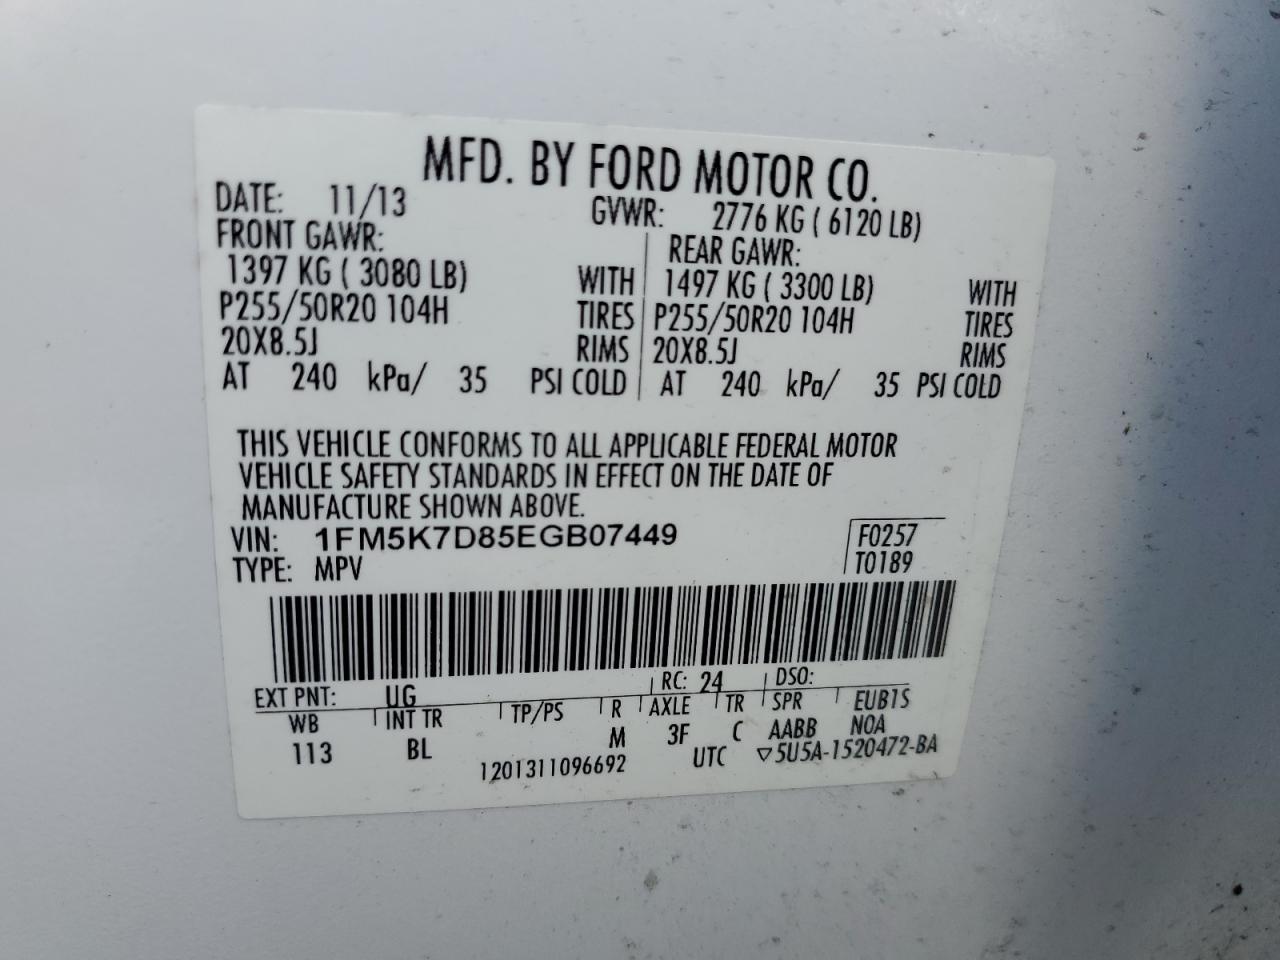 MFD. BY FORD MOTOR CO.
DATE: 11/13 GVWR: 2776 KG ( 6120 LB)
FRONT GAWR: REAR GAWR:
1397 KG ( 3080 LB) WITH 1497 KG ( 3300 LB) WITH
P255/50R20 104H TIRES P255/50R20 104H TIRES
20X8.5J RIMS 20X8.5J RIMS
AT 240 kPa/ 35 PSI COLD AT 240 kPa/ 35 PSI COLD
THIS VEHICLE CONFORMS TO ALL APPLICABLE FEDERAL MOTOR
VEHICLE SAFETY STANDARDS IN EFFECT ON THE DATE OF
MANUFACTURE SHOWN ABOVE.
VIN: 1FM5K7D85EGB07449 F0257
TYPE: MPV T0189
EXT PNT: UG RC: 24 DSO:
WB INT TR TP/PS R AXLE TR SPR EUB1S
113 BL M 3F C AABB NOA
1201311096692 UTC ▽5U5A-1520472-BA